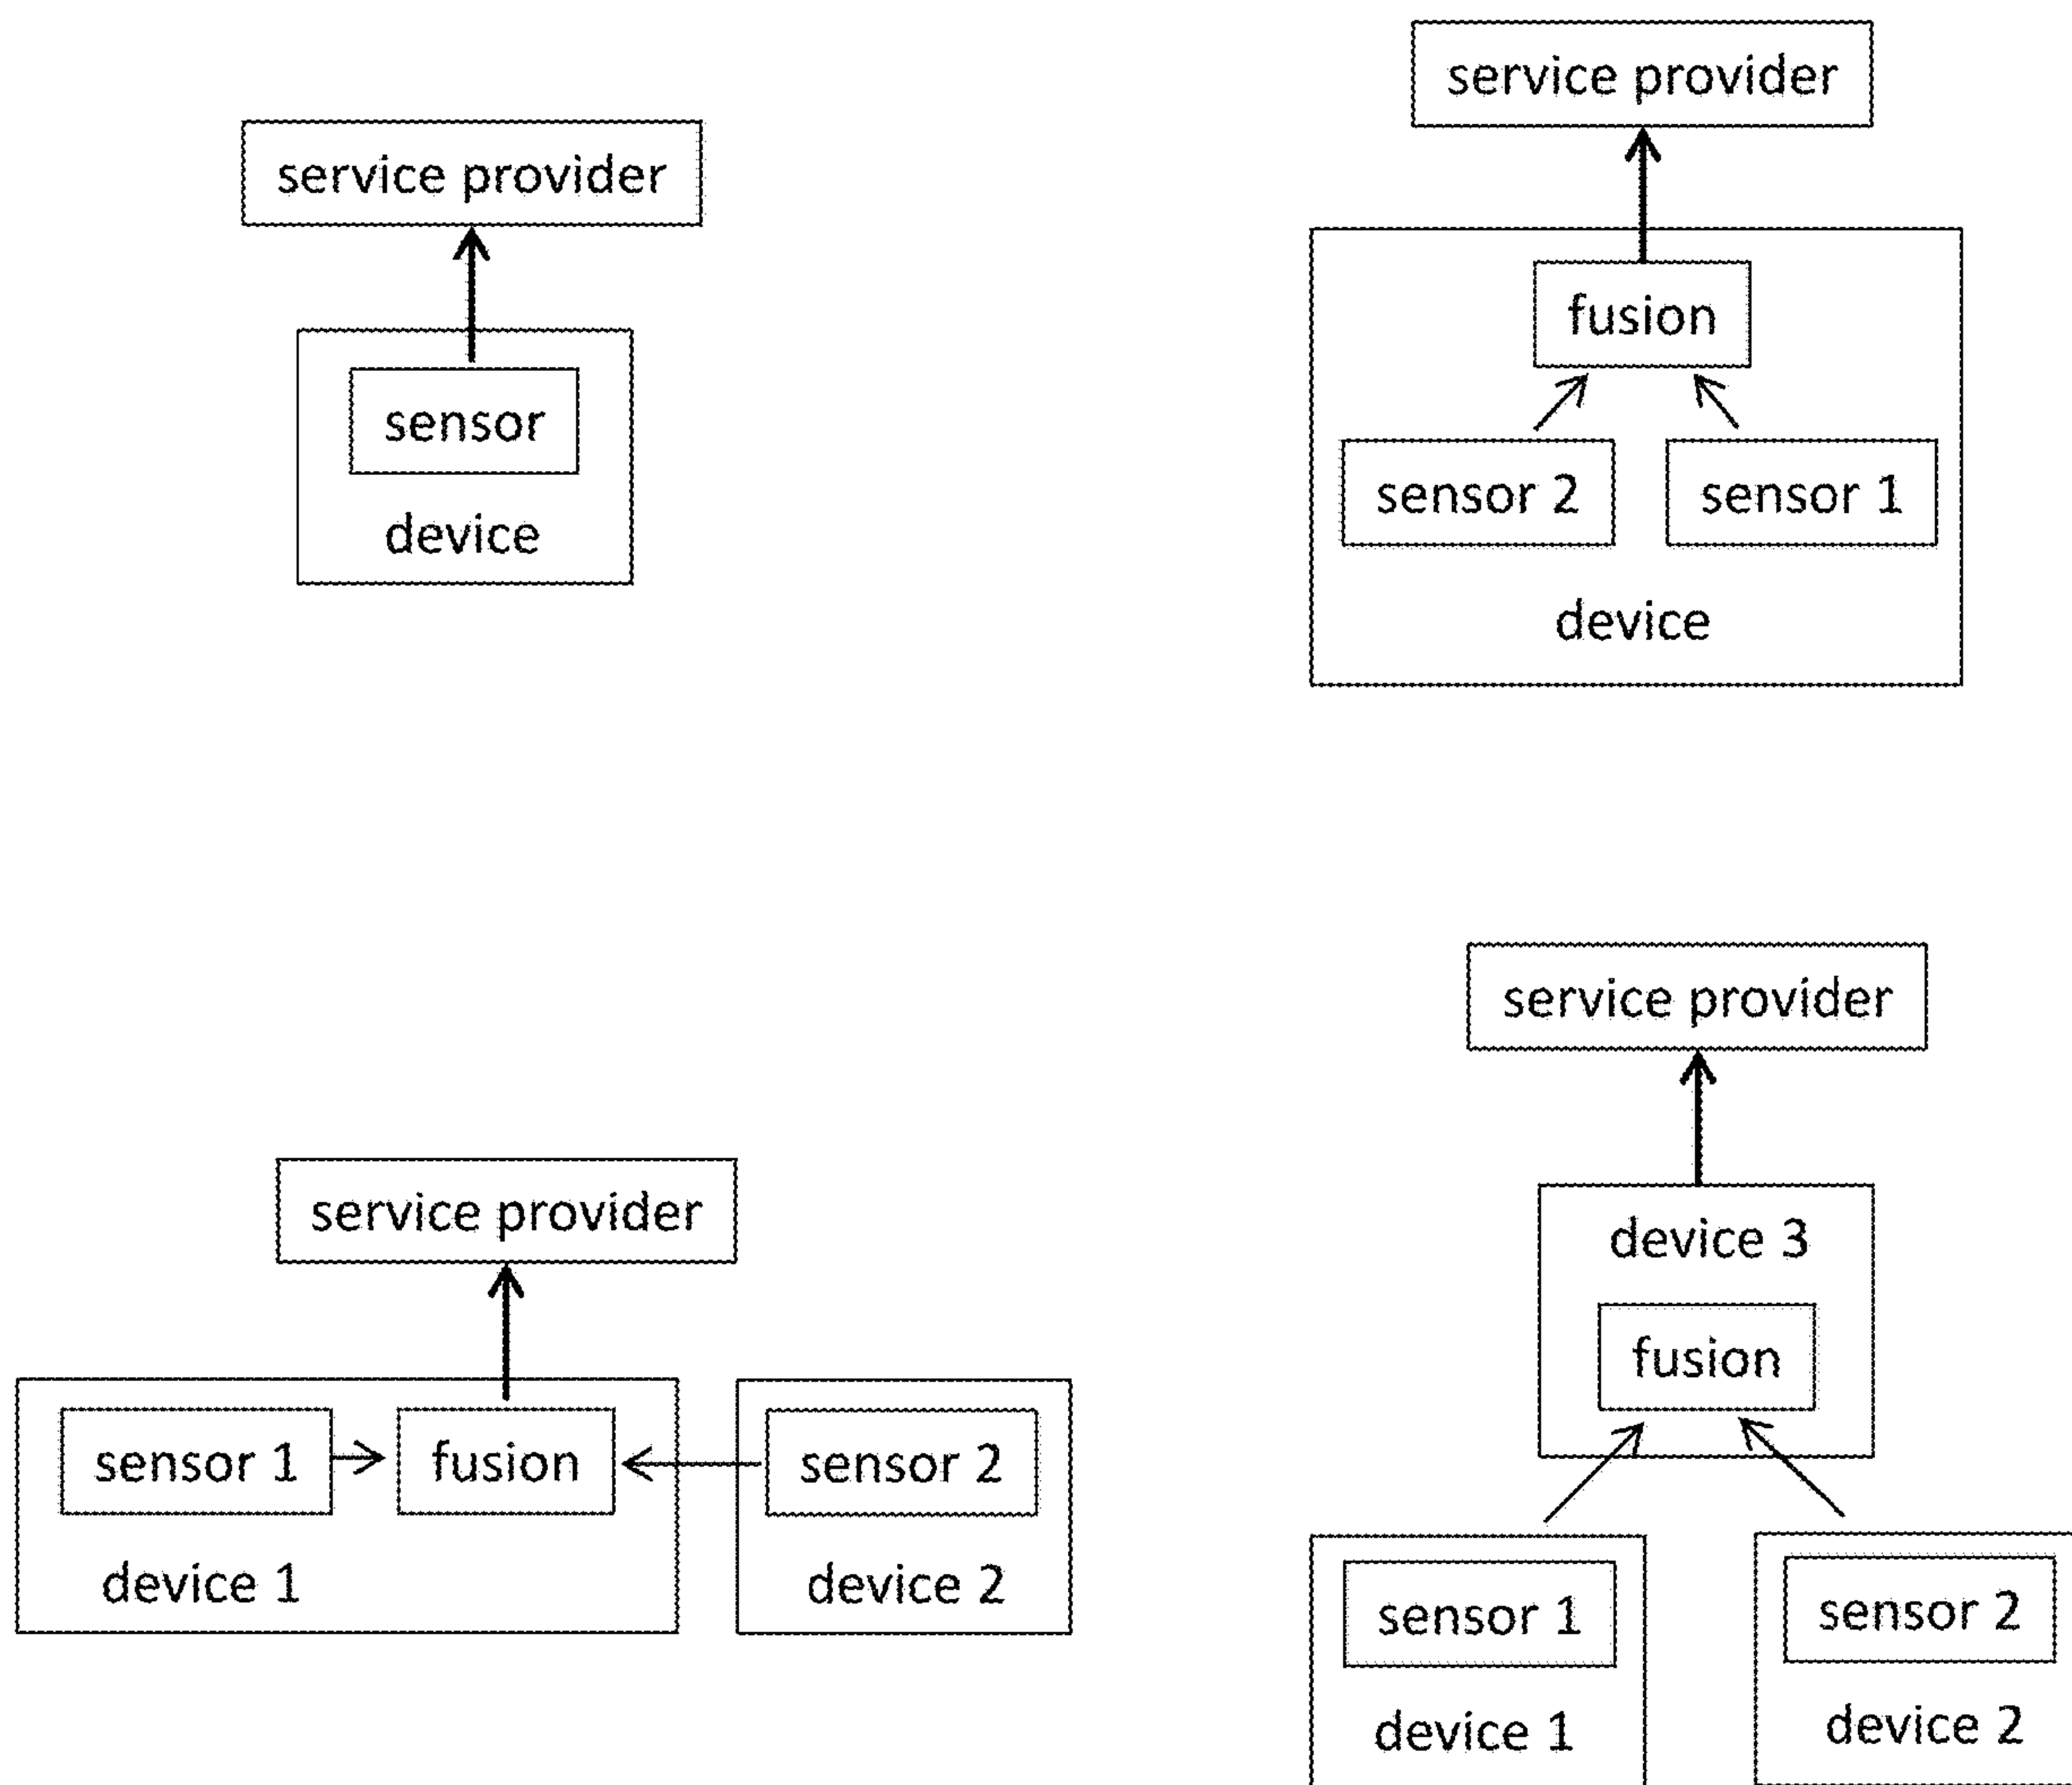 service provider
sensor
device
service provider
fusion
sensor 2
sensor 1
device
service provider
sensor 1
fusion
sensor 2
device 1
device 2
service provider
device 3
fusion
sensor 1
sensor 2
device 1
device 2